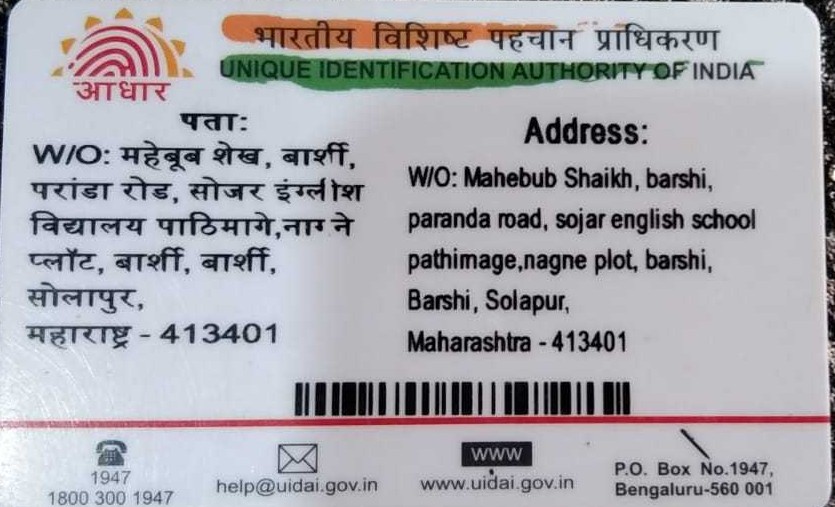 भारतीय विशिष्ट पहचान प्राधिकरण
UNIQUE IDENTIFICATION AUTHORITY OF INDIA
आधार
पता:
W/O: महेबूब शेख, बार्शी,
परांडा रोड, सोजर इंग्लीश
विद्यालय पाठिमागे,नागने
प्लॉट, बार्शी, बार्शी,
सोलापुर,
महाराष्ट्र - 413401
Address:
W/O: Mahebub Shaikh, barshi,
paranda road, sojar english school
pathimage,nagne plot, barshi,
Barshi, Solapur,
Maharashtra - 413401
1947
1800 300 1947
help@uidai.gov.in
WWW
www.uidai.gov.in
P.O. Box No.1947,
Bengaluru-560 001